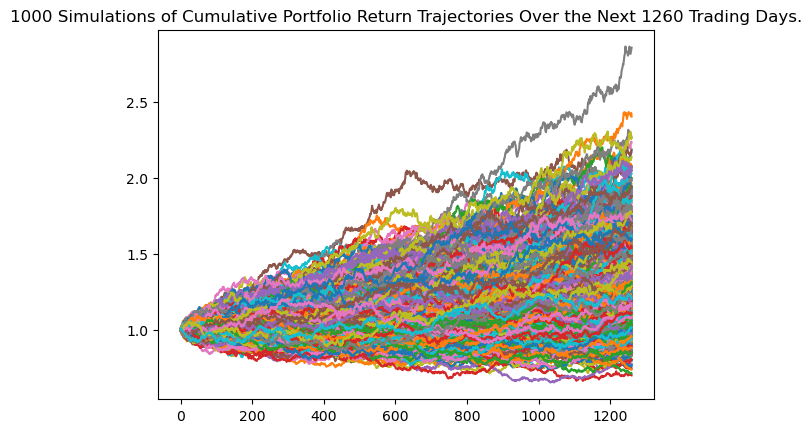 1000 Simulations of Cumulative Portfolio Return Trajectories Over the Next 1260 Trading Days.
2.5
2.0
1.5
1.0
0 200 400 600 800 1000 1200